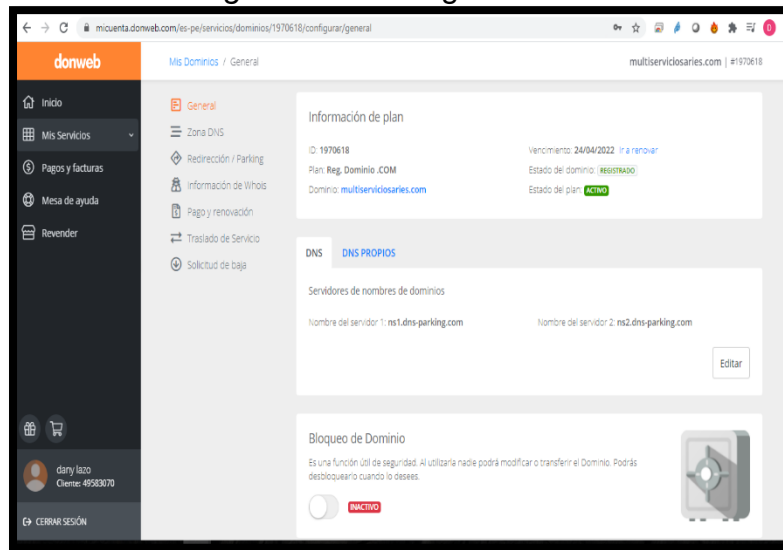 micuenta.donweb.com/es-pe/servicios/dominios/1970618/configurar/general
donweb
Mis Dominios / General
multiserviciosaries.com | #1970618
Inicio
Mis Servicios
Pagos y facturas
Mesa de ayuda
Revender
General
Zona DNS
Redirección / Parking
Información de Whois
Pago y renovación
Traslado de Servicio
Solicitud de baja
Información de plan
ID: 1970618
Vencimiento: 24/04/2022 Ir a renovar
Plan: Reg. Dominio .COM
Estado del dominio: REGISTRADO
Dominio: multiserviciosaries.com
Estado del plan: ACTIVO
DNS DNS PROPIOS
Servidores de nombres de dominios
Nombre del servidor 1: ns1.dns-parking.com
Nombre del servidor 2: ns2.dns-parking.com
Editar
Bloqueo de Dominio
Es una función útil de seguridad. Al utilizarla nadie podrá modificar o transferir el Dominio. Podrás
desbloquearlo cuando lo desees.
INACTIVO
dany lazo
Cliente: 49583070
CERRAR SESIÓN